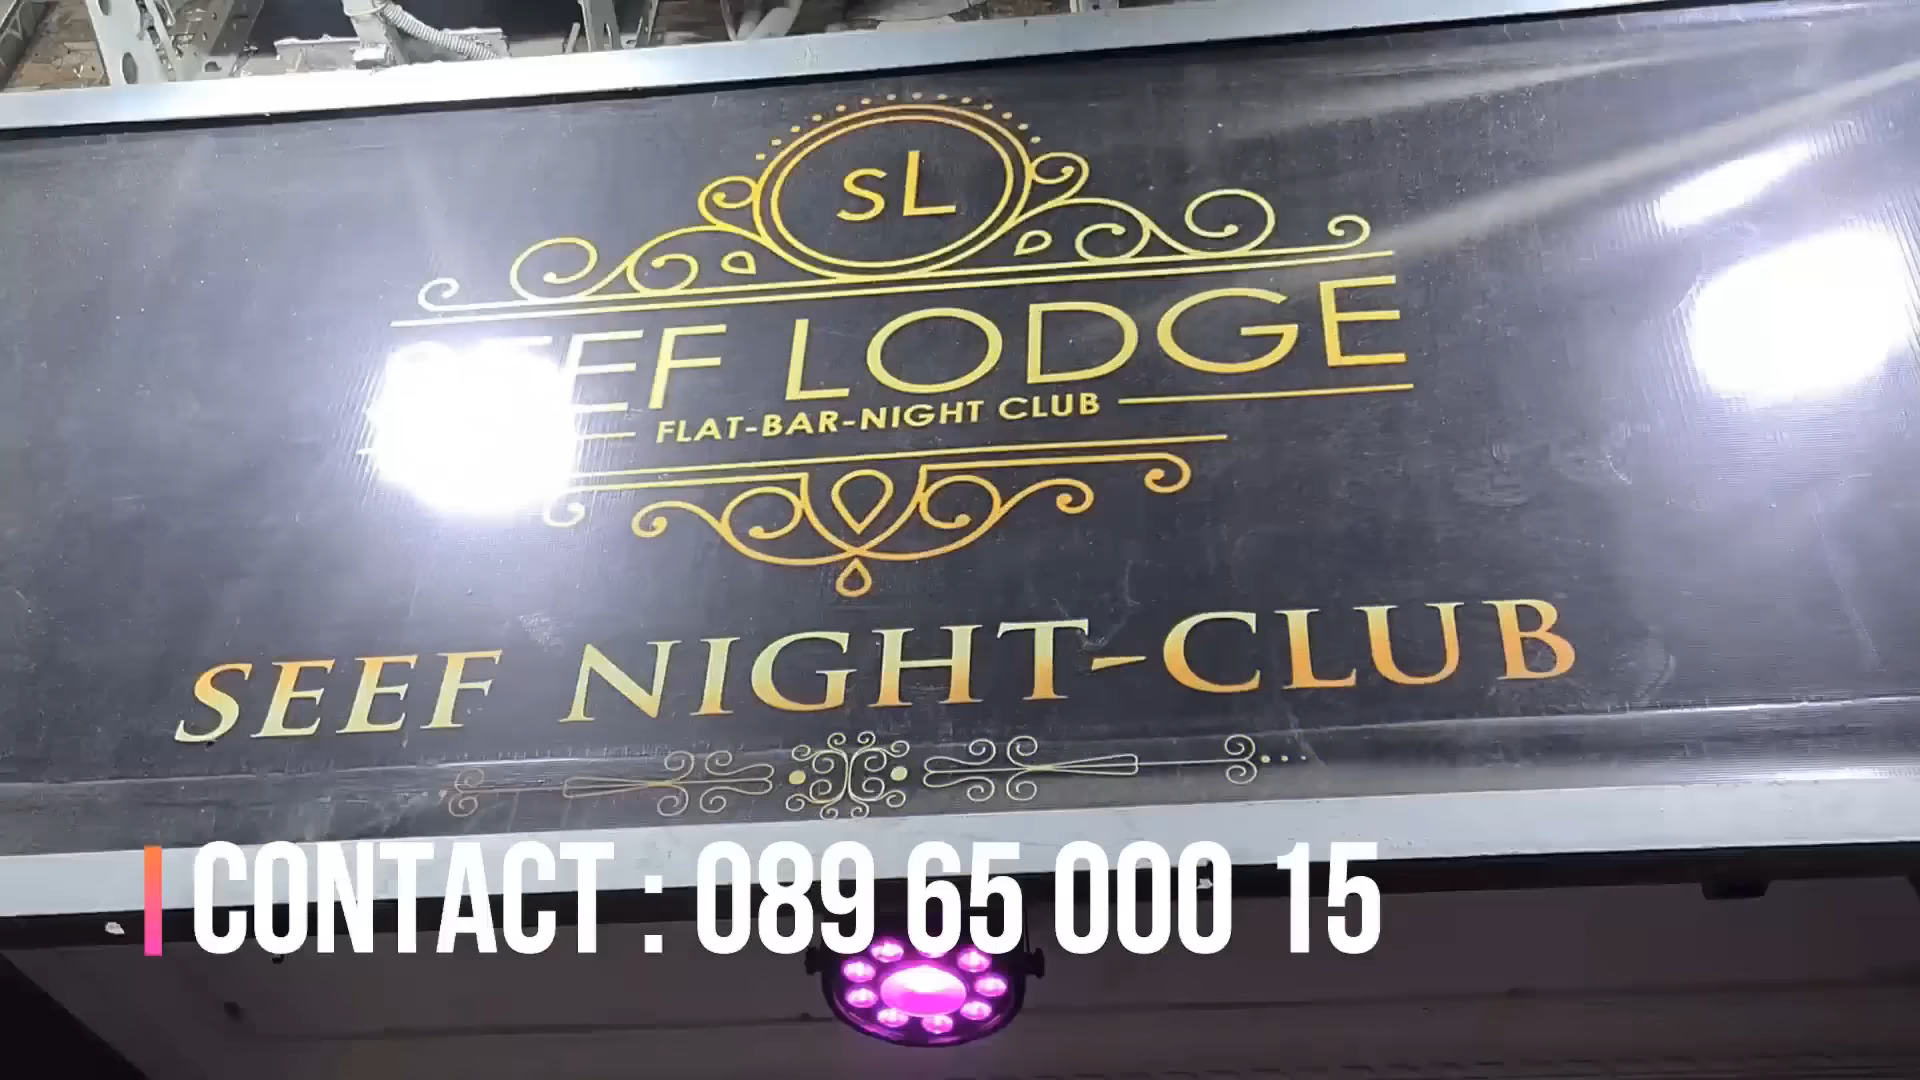 SL
SEEF LODGE
FLAT-BAR-NIGHT CLUB
SEEF NIGHT-CLUB
CONTACT : 089 65 000 15